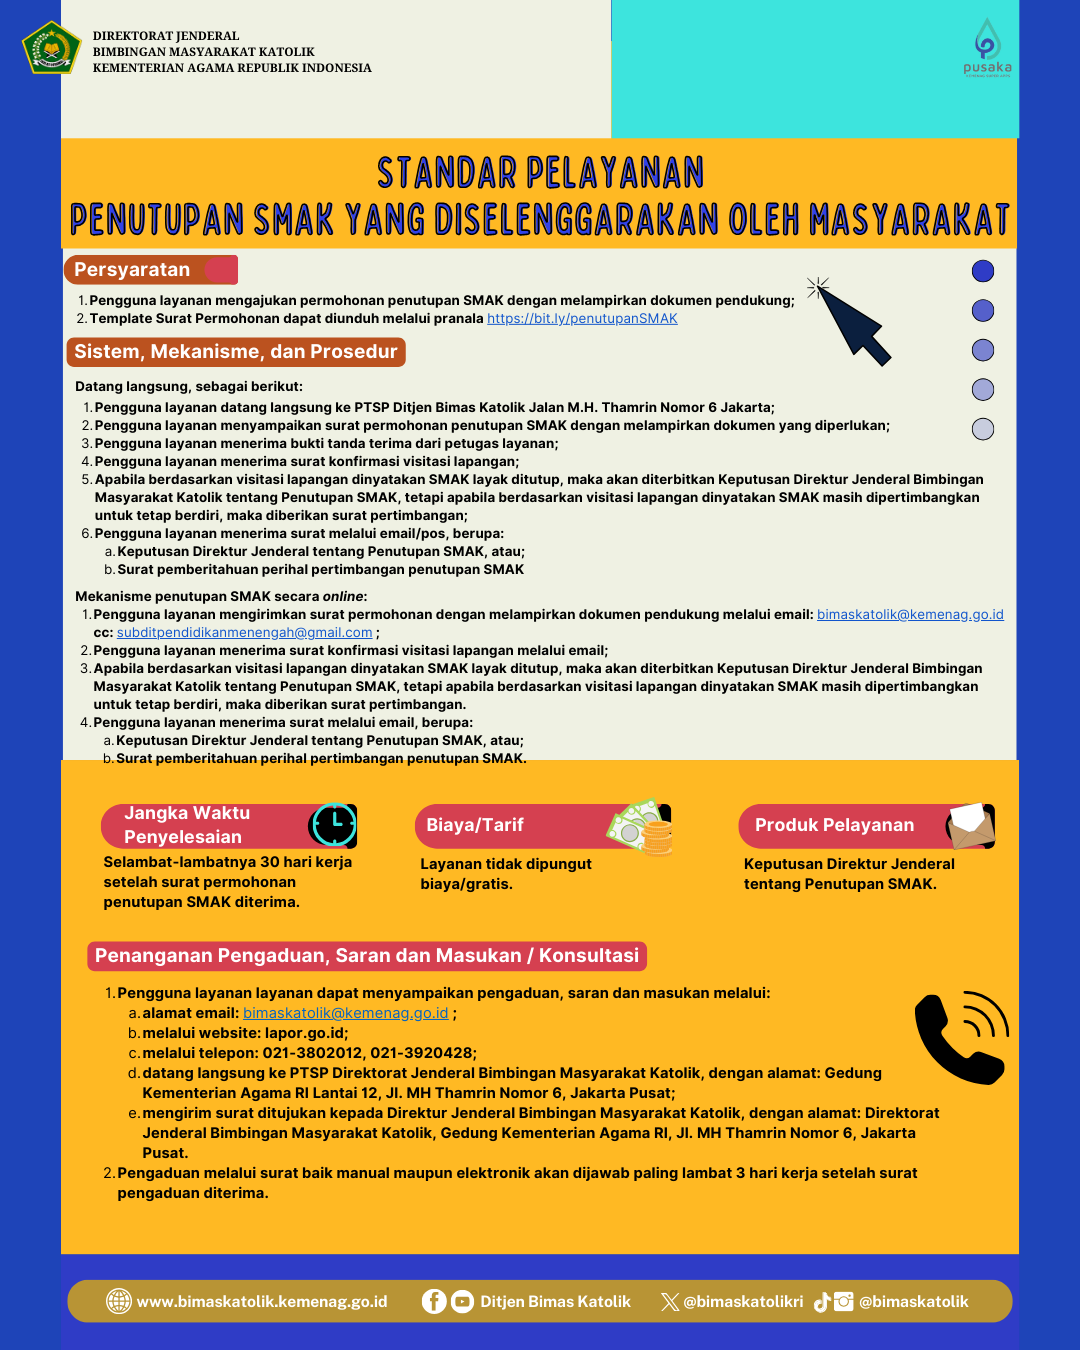 DIREKTORAT JENDERAL
BIMBINGAN MASYARAKAT KATOLIK
KEMENTERIAN AGAMA REPUBLIK INDONESIA
pusaka
STANDAR PELAYANAN
PENUTUPAN SMAK YANG DISELENGGARAKAN OLEH MASYARAKAT
Persyaratan
1. Pengguna layanan mengajukan permohonan penutupan SMAK dengan melampirkan dokumen pendukung;
2. Template Surat Permohonan dapat diunduh melalui pranala https://bit.ly/penutupanSMAK
Sistem, Mekanisme, dan Prosedur
Datang langsung, sebagai berikut:
1. Pengguna layanan datang langsung ke PTSP Ditjen Bimas Katolik Jalan M.H. Thamrin Nomor 6 Jakarta;
2. Pengguna layanan menyampaikan surat permohonan penutupan SMAK dengan melampirkan dokumen yang diperlukan;
3. Pengguna layanan menerima bukti tanda terima dari petugas layanan;
4. Pengguna layanan menerima surat konfirmasi visitasi lapangan;
5. Apabila berdasarkan visitasi lapangan dinyatakan SMAK layak ditutup, maka akan diterbitkan Keputusan Direktur Jenderal Bimbingan
Masyarakat Katolik tentang Penutupan SMAK, tetapi apabila berdasarkan visitasi lapangan dinyatakan SMAK masih dipertimbangkan
untuk tetap berdiri, maka diberikan surat pertimbangan;
6. Pengguna layanan menerima surat melalui email/pos, berupa:
a. Keputusan Direktur Jenderal tentang Penutupan SMAK, atau;
b. Surat pemberitahuan perihal pertimbangan penutupan SMAK
Mekanisme penutupan SMAK secara online:
1. Pengguna layanan mengirimkan surat permohonan dengan melampirkan dokumen pendukung melalui email: bimaskatolik@kemenag.go.id
cc: subditpendidikanmenengah@gmail.com ;
2. Pengguna layanan menerima surat konfirmasi visitasi lapangan melalui email;
3. Apabila berdasarkan visitasi lapangan dinyatakan SMAK layak ditutup, maka akan diterbitkan Keputusan Direktur Jenderal Bimbingan
Masyarakat Katolik tentang Penutupan SMAK, tetapi apabila berdasarkan visitasi lapangan dinyatakan SMAK masih dipertimbangkan
untuk tetap berdiri, maka diberikan surat pertimbangan.
4. Pengguna layanan menerima surat melalui email, berupa:
a. Keputusan Direktur Jenderal tentang Penutupan SMAK, atau;
b. Surat pemberitahuan perihal pertimbangan penutupan SMAK.
Jangka Waktu
Penyelesaian
Selambat-lambatnya 30 hari kerja
setelah surat permohonan
penutupan SMAK diterima.
Biaya/Tarif
Layanan tidak dipungut
biaya/gratis.
Produk Pelayanan
Keputusan Direktur Jenderal
tentang Penutupan SMAK.
Penanganan Pengaduan, Saran dan Masukan / Konsultasi
1. Pengguna layanan layanan dapat menyampaikan pengaduan, saran dan masukan melalui:
a. alamat email: bimaskatolik@kemenag.go.id ;
b. melalui website: lapor.go.id;
c. melalui telepon: 021-3802012, 021-3920428;
d. datang langsung ke PTSP Direktorat Jenderal Bimbingan Masyarakat Katolik, dengan alamat: Gedung
Kementerian Agama RI Lantai 12, Jl. MH Thamrin Nomor 6, Jakarta Pusat;
e. mengirim surat ditujukan kepada Direktur Jenderal Bimbingan Masyarakat Katolik, dengan alamat: Direktorat
Jenderal Bimbingan Masyarakat Katolik, Gedung Kementerian Agama RI, Jl. MH Thamrin Nomor 6, Jakarta
Pusat.
2. Pengaduan melalui surat baik manual maupun elektronik akan dijawab paling lambat 3 hari kerja setelah surat
pengaduan diterima.
www.bimaskatolik.kemenag.go.id
Ditjen Bimas Katolik
@bimaskatolikri
@bimaskatolik